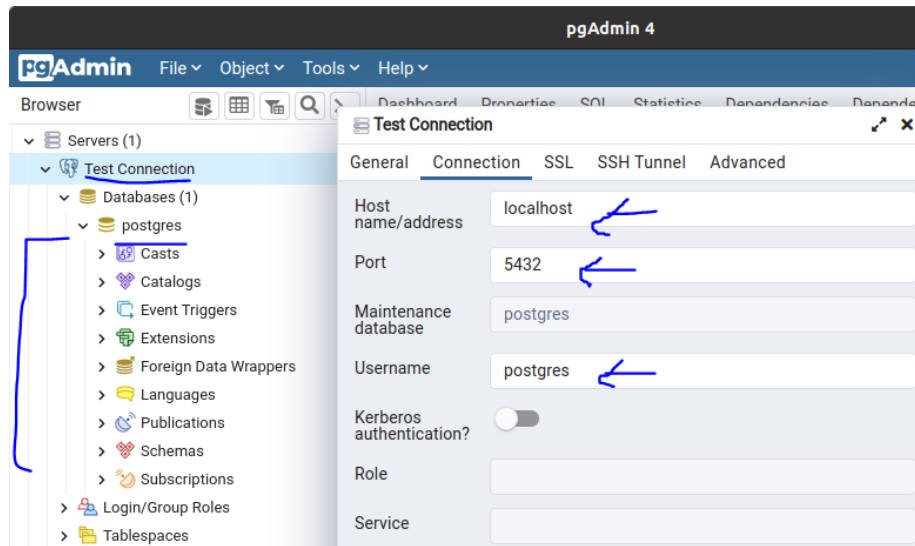 pgAdmin 4
pgAdmin File Object Tools Help
Browser
Dashboard Properties SQL Statistics Dependencies Depende
Servers (1)
Test Connection
Databases (1)
postgres
Casts
Catalogs
Event Triggers
Extensions
Foreign Data Wrappers
Languages
Publications
Schemas
Subscriptions
Login/Group Roles
Tablespaces
Test Connection
General Connection SSL SSH Tunnel Advanced
Host
name/address
localhost
Port
5432
Maintenance
database
postgres
Username
postgres
Kerberos
authentication?
Role
Service